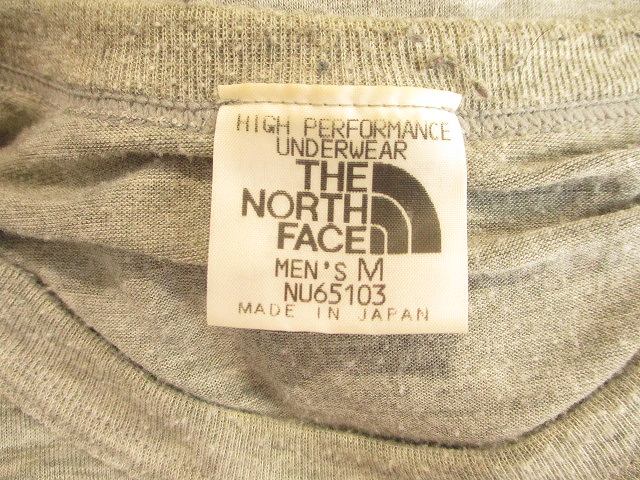 HIGH PERFORMANCE
UNDERWEAR
THE
NORTH
FACE
MEN'S M
NU65103
MADE IN JAPAN